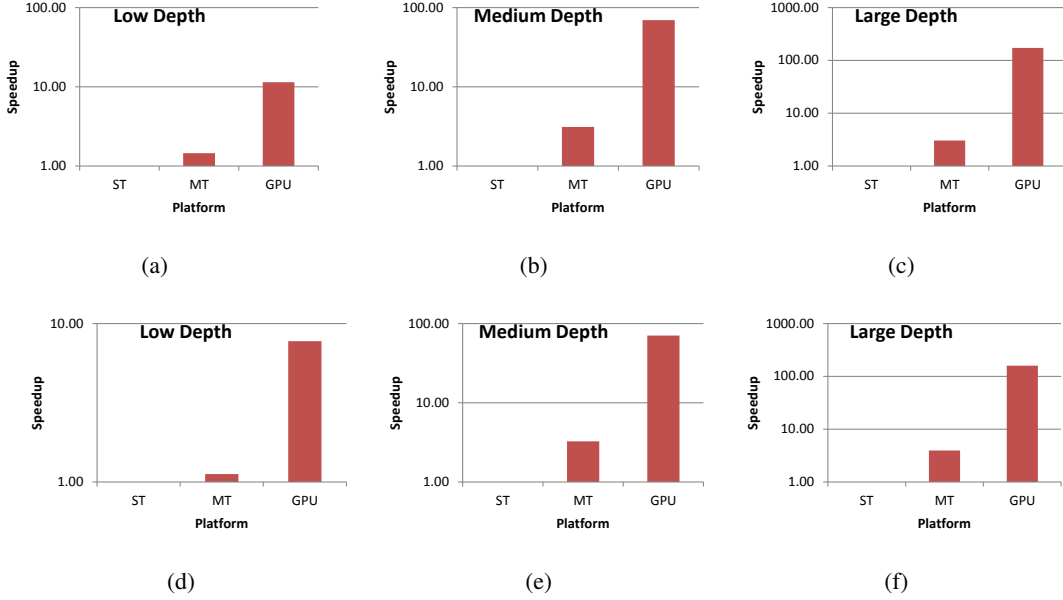 Low Depth
100.00
10.00
1.00
Speedup
ST MT GPU
Platform
(a)
Medium Depth
100.00
10.00
1.00
Speedup
ST MT GPU
Platform
(b)
Large Depth
1000.00
100.00
10.00
1.00
Speedup
ST MT GPU
Platform
(c)
Low Depth
10.00
1.00
Speedup
ST MT GPU
Platform
(d)
Medium Depth
100.00
10.00
1.00
Speedup
ST MT GPU
Platform
(e)
Large Depth
1000.00
100.00
10.00
1.00
Speedup
ST MT GPU
Platform
(f)